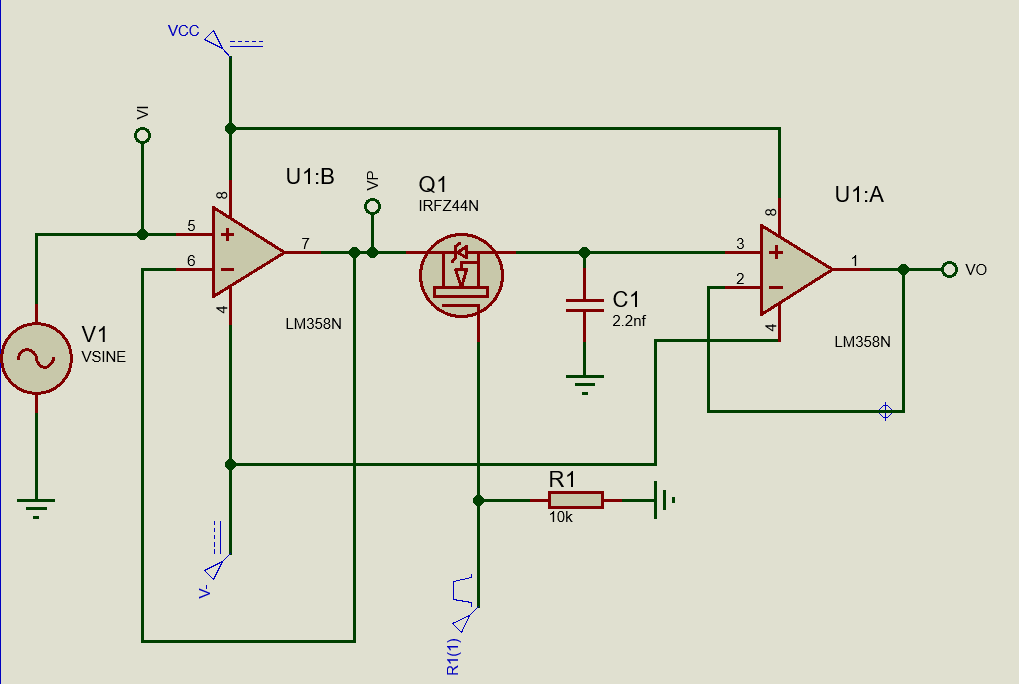 VCC
VI
U1:B
VP
Q1
IRFZ44N
U1:A
8
5
6
7
4
LM358N
8
3
2
1
4
LM358N
VO
C1
2.2nf
V1
VSINE
R1
10k
V-
R1(1)